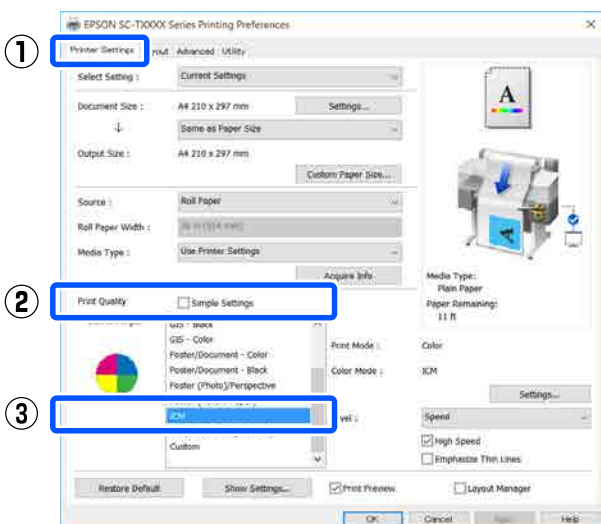 EPSON SC-TXXXX Series Printing Preferences
① Printer Settings yout Advanced Utility
Select Setting : Current Settings
A
Document Size : A4 210 x 297 mm Settings...
Same as Paper Size
Output Size : A4 210 x 297 mm
Custom Paper Size...
Source : Roll Paper
Roll Paper Width :
Media Type : Use Printer Settings
Acquire Info
Media Type:
Plain Paper
② Print Quality Simple Settings
Paper Remaining:
11 ft
GIS - Black
GIS - Color
Print Mode : Color
Poster/Document - Color
Poster/Document - Black
Color Mode : ICM
Poster (Photo)/Perspective
Settings...
③ ICM
vel : Speed
High Speed
Custom
Emphasize Thin Lines
Restore Default Show Settings... Print Preview Layout Manager
OK Cancel Help